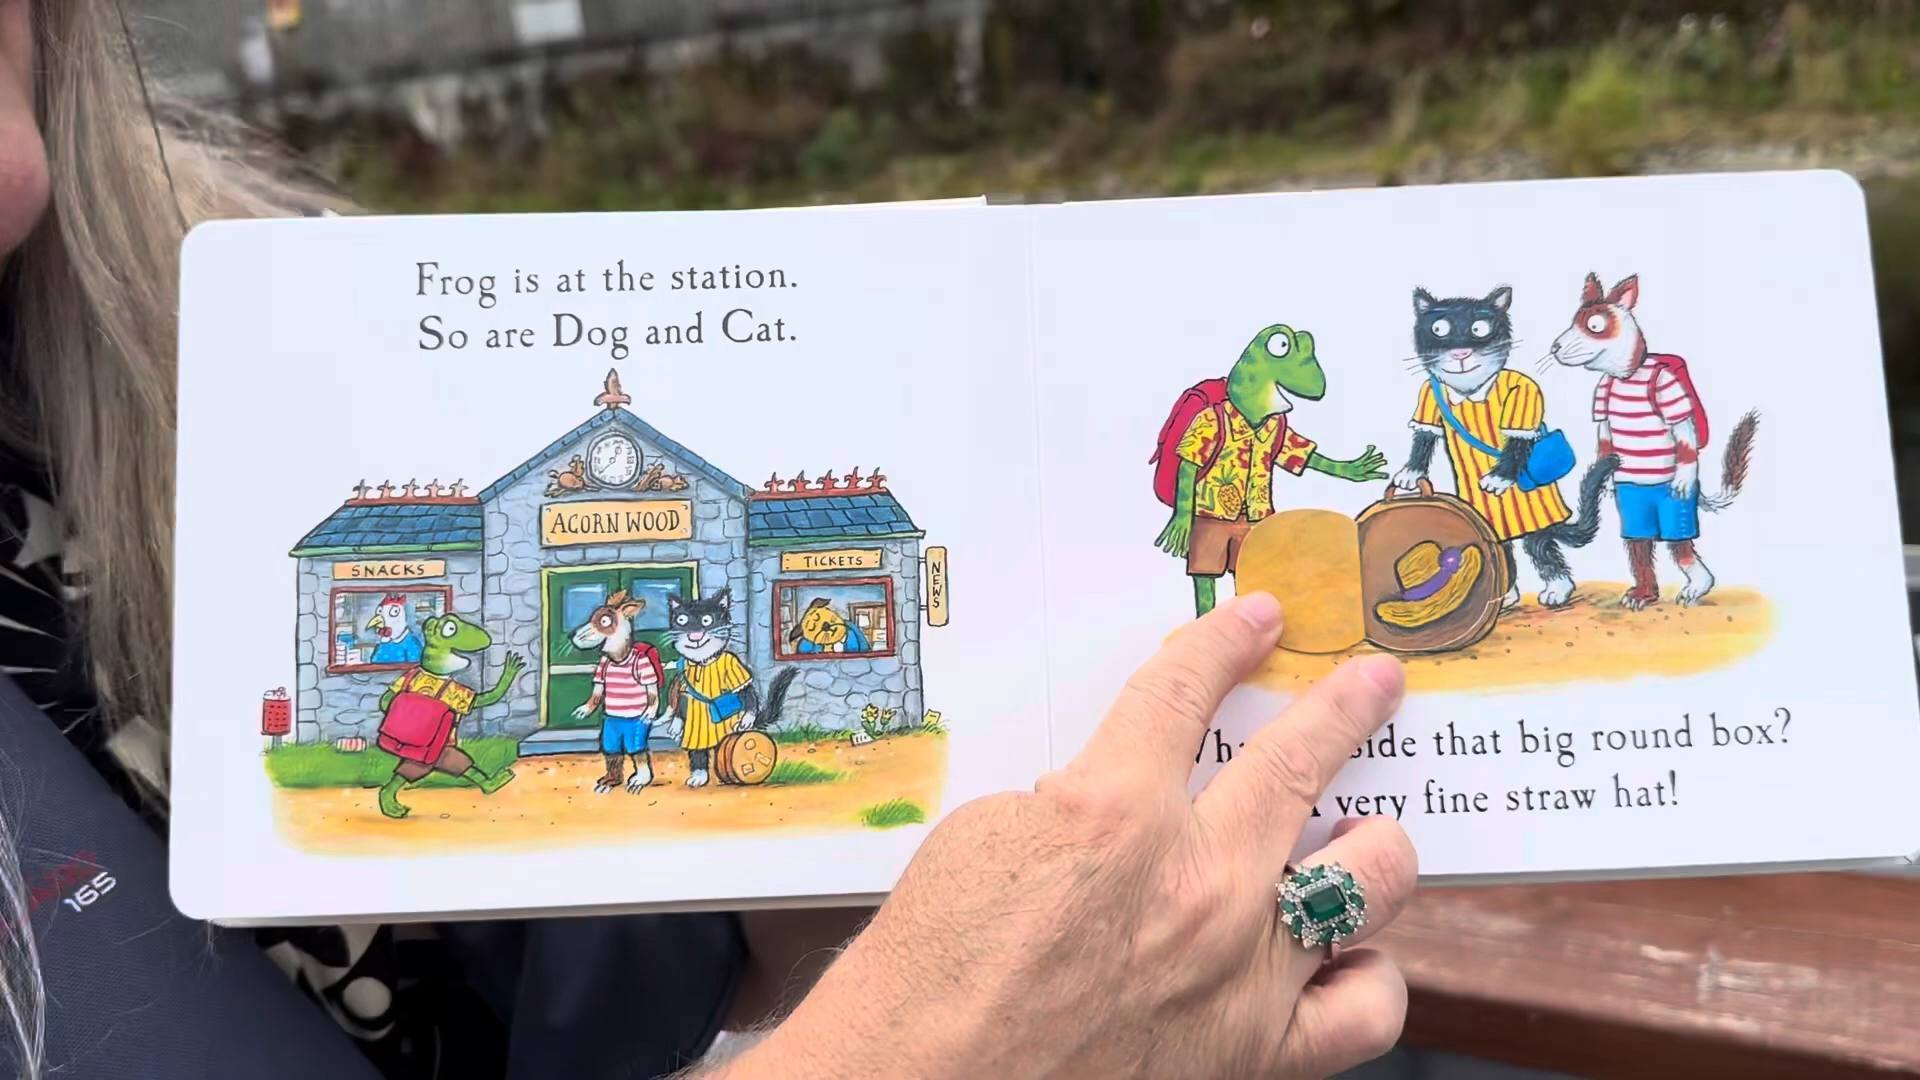 Frog is at the station.
So are Dog and Cat.
ACORN WOOD
SNACKS
TICKETS
NEWS
that big round box?
very fine straw hat!
165